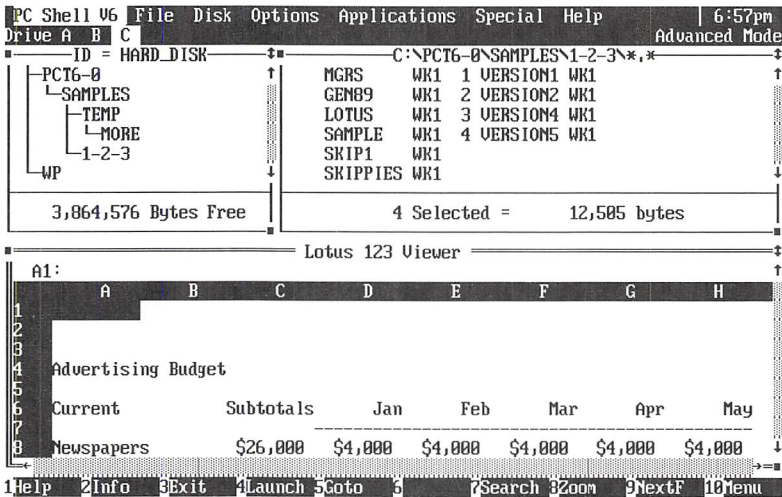 PC Shell V6 File Disk Options Applications Special Help 6:57pm
Drive A B C Advanced Mode
ID = HARD_DISK
PCT6-0
SAMPLES
TEMP
MORE
1-2-3
WP
3,864,576 Bytes Free
C:\PCT6-0\SAMPLES\1-2-3\*.*
MGRS WK1 1 VERSION1 WK1
GEN89 WK1 2 VERSION2 WK1
LOTUS WK1 3 VERSION4 WK1
SAMPLE WK1 4 VERSION5 WK1
SKIP1 WK1
SKIPPIES WK1
4 Selected = 12,505 bytes
Lotus 123 Viewer
A1:
A B C D E F G H
1
2
3
4 Advertising Budget
5
6 Current Subtotals Jan Feb Mar Apr May
7
8 Newspapers $26,000 $4,000 $4,000 $4,000 $4,000 $4,000
1Help 2Info 3Exit 4Launch 5Goto 6 7Search 8Zoom 9NextF 10Menu